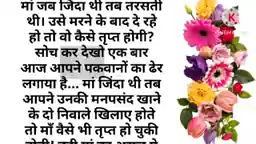 मां जब जिंदा थी तब तरसती
थी। उसे मरने के बाद दे रहे
हो तो वो कैसे तृप्त होगी?
सोच कर देखो एक बार
आज आपने पकवानों का ढेर
लगाया है... मां जिंदा थी तब
आपने उनकी मनपसंद खाने
के दो निवाले खिलाए होते
तो माँ वैसे भी तृप्त हो चुकी
K